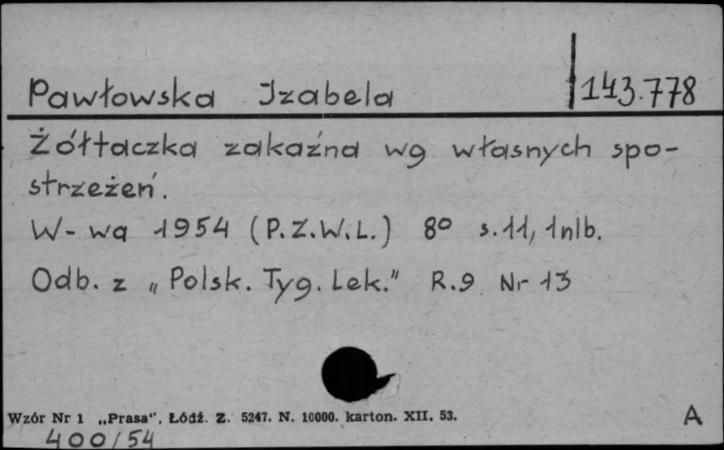 Pawłowska Izabela 143.778
Żółtaczka zakaźna wg własnych spo-
strzeżeń.
W-wa 1954 (P.Z.W.L.) 8º s.11, 1nlb.
Odb. z „Polsk. Tyg. Lek." R.9 Nr 13
Wzór Nr 1 „Prasa", Łódź. Z. 5247. N. 10000. karton. XII. 53. A
400/54